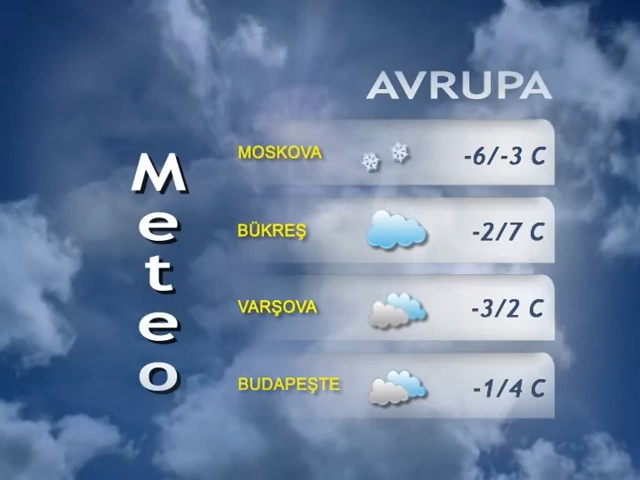 AVRUPA
Meteo
MOSKOVA -6/-3 C
BÜKREŞ -2/7 C
VARŞOVA -3/2 C
BUDAPEŞTE -1/4 C